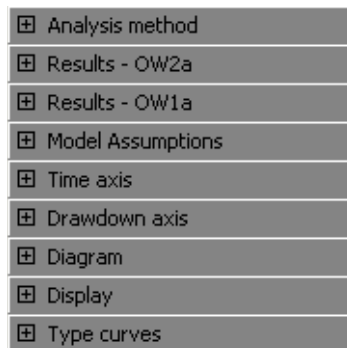 Analysis method
Results - OW2a
Results - OW1a
Model Assumptions
Time axis
Drawdown axis
Diagram
Display
Type curves